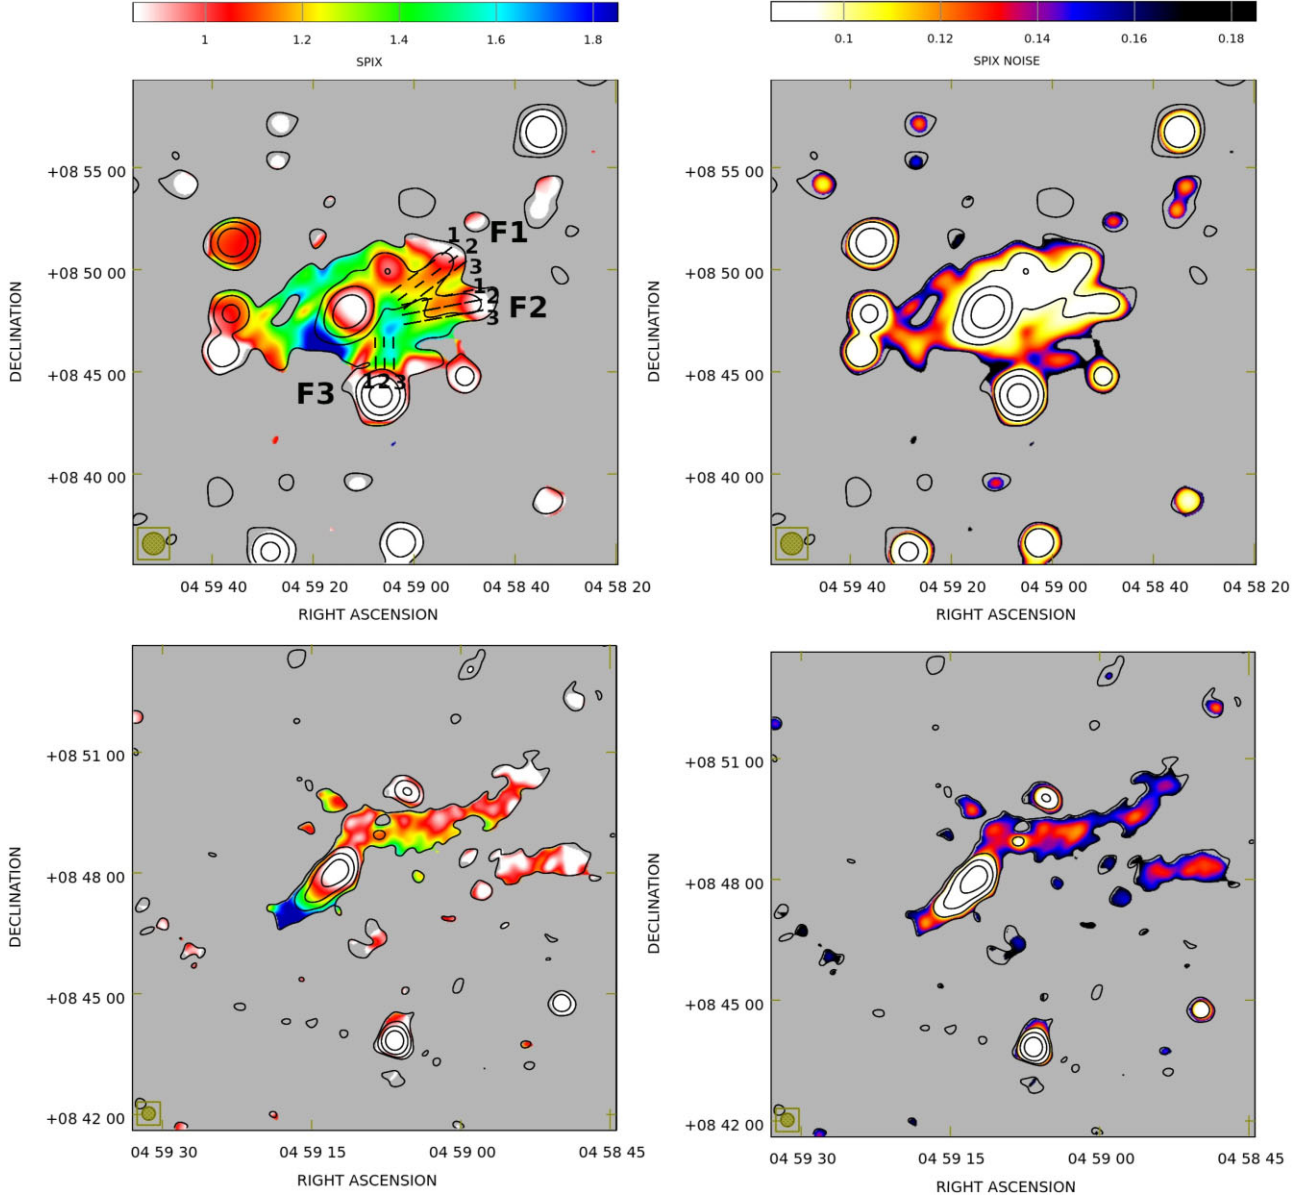 1 1.2 1.4 1.6 1.8
SPIX
0.1 0.12 0.14 0.16 0.18
SPIX NOISE
+08 55 00
+08 50 00
+08 45 00
+08 40 00
DECLINATION
1
2
3
F1
1
2
3
F2
F3
1 2 3
04 59 40 04 59 20 04 59 00 04 58 40 04 58 20
RIGHT ASCENSION
+08 55 00
+08 50 00
+08 45 00
+08 40 00
DECLINATION
04 59 40 04 59 20 04 59 00 04 58 40 04 58 20
RIGHT ASCENSION
+08 51 00
+08 48 00
+08 45 00
+08 42 00
DECLINATION
04 59 30 04 59 15 04 59 00 04 58 45
RIGHT ASCENSION
+08 51 00
+08 48 00
+08 45 00
+08 42 00
DECLINATION
04 59 30 04 59 15 04 59 00 04 58 45
RIGHT ASCENSION